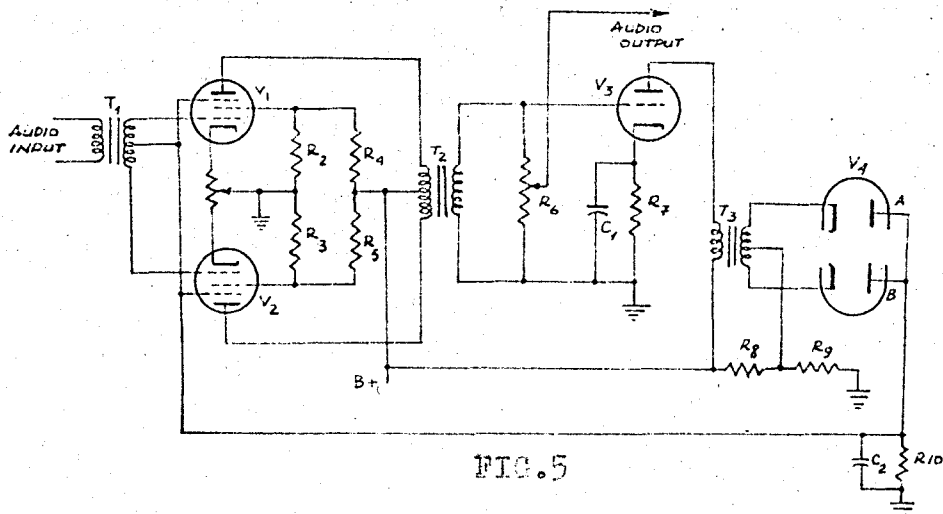 AUDIO
OUTPUT
T1
V1
V3
AUDIO
INPUT
R2
R4
T2
R6
C1
R7
V4
A
T3
R3
R5
V2
B
R8
R9
B+
C2
R10
FIG.5